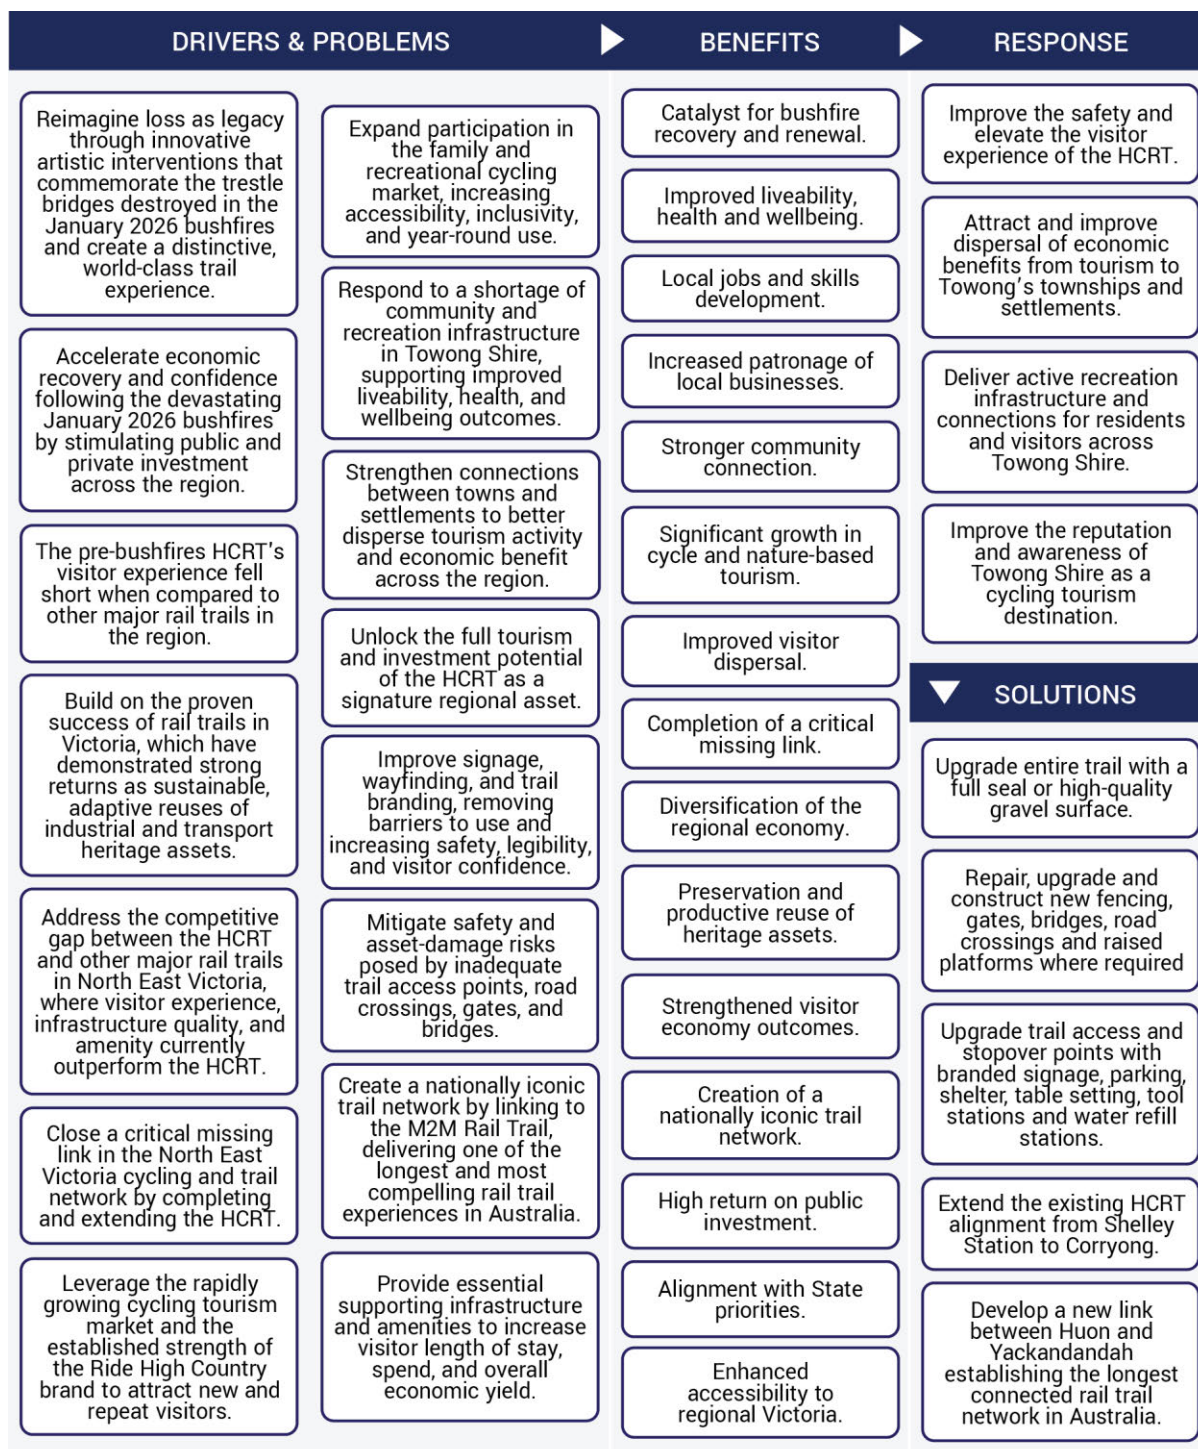 DRIVERS & PROBLEMS
Reimagine loss as legacy
through innovative
artistic interventions that
commemorate the trestle
bridges destroyed in the
January 2026 bushfires
and create a distinctive,
world-class trail
experience.
Accelerate economic
recovery and confidence
following the devastating
January 2026 bushfires
by stimulating public and
private investment
across the region.
The pre-bushfires HCRT's
visitor experience fell
short when compared to
other major rail trails in
the region.
Build on the proven
success of rail trails in
Victoria, which have
demonstrated strong
returns as sustainable,
adaptive reuses of
industrial and transport
heritage assets.
Address the competitive
gap between the HCRT
and other major rail trails
in North East Victoria,
where visitor experience,
infrastructure quality, and
amenity currently
outperform the HCRT.
Close a critical missing
link in the North East
Victoria cycling and trail
network by completing
and extending the HCRT.
Leverage the rapidly
growing cycling tourism
market and the
established strength of
the Ride High Country
brand to attract new and
repeat visitors.
Expand participation in
the family and
recreational cycling
market, increasing
accessibility, inclusivity,
and year-round use.
Respond to a shortage of
community and
recreation infrastructure
in Towong Shire,
supporting improved
liveability, health, and
wellbeing outcomes.
Strengthen connections
between towns and
settlements to better
disperse tourism activity
and economic benefit
across the region.
Unlock the full tourism
and investment potential
of the HCRT as a
signature regional asset.
Improve signage,
wayfinding, and trail
branding, removing
barriers to use and
increasing safety, legibility,
and visitor confidence.
Mitigate safety and
asset-damage risks
posed by inadequate
trail access points, road
crossings, gates, and
bridges.
Create a nationally iconic
trail network by linking to
the M2M Rail Trail,
delivering one of the
longest and most
compelling rail trail
experiences in Australia.
Provide essential
supporting infrastructure
and amenities to increase
visitor length of stay,
spend, and overall
economic yield.
BENEFITS
Catalyst for bushfire
recovery and renewal.
Improved liveability,
health and wellbeing.
Local jobs and skills
development.
Increased patronage of
local businesses.
Stronger community
connection.
Significant growth in
cycle and nature-based
tourism.
Improved visitor
dispersal.
Completion of a critical
missing link.
Diversification of the
regional economy.
Preservation and
productive reuse of
heritage assets.
Strengthened visitor
economy outcomes.
Creation of a
nationally iconic trail
network.
High return on public
investment.
Alignment with State
priorities.
Enhanced
accessibility to
regional Victoria.
RESPONSE
Improve the safety and
elevate the visitor
experience of the HCRT.
Attract and improve
dispersal of economic
benefits from tourism to
Towong's townships and
settlements.
Deliver active recreation
infrastructure and
connections for residents
and visitors across
Towong Shire.
Improve the reputation
and awareness of
Towong Shire as a
cycling tourism
destination.
SOLUTIONS
Upgrade entire trail with a
full seal or high-quality
gravel surface.
Repair, upgrade and
construct new fencing,
gates, bridges, road
crossings and raised
platforms where required
Upgrade trail access and
stopover points with
branded signage, parking,
shelter, table setting, tool
stations and water refill
stations.
Extend the existing HCRT
alignment from Shelley
Station to Corryong.
Develop a new link
between Huon and
Yackandandah
establishing the longest
connected rail trail
network in Australia.